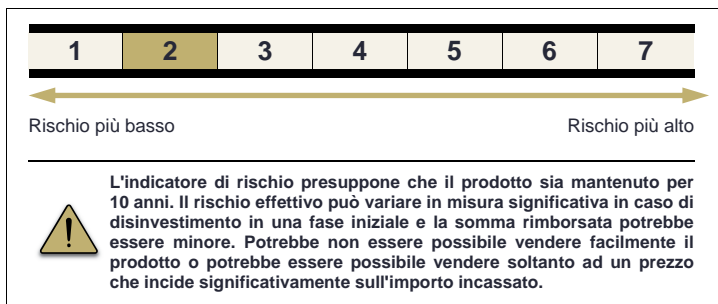 1 2 3 4 5 6 7
Rischio più basso Rischio più alto
L'indicatore di rischio presuppone che il prodotto sia mantenuto per
10 anni. Il rischio effettivo può variare in misura significativa in caso di
disinvestimento in una fase iniziale e la somma rimborsata potrebbe
essere minore. Potrebbe non essere possibile vendere facilmente il
prodotto o potrebbe essere possibile vendere soltanto ad un prezzo
che incide significativamente sull'importo incassato.